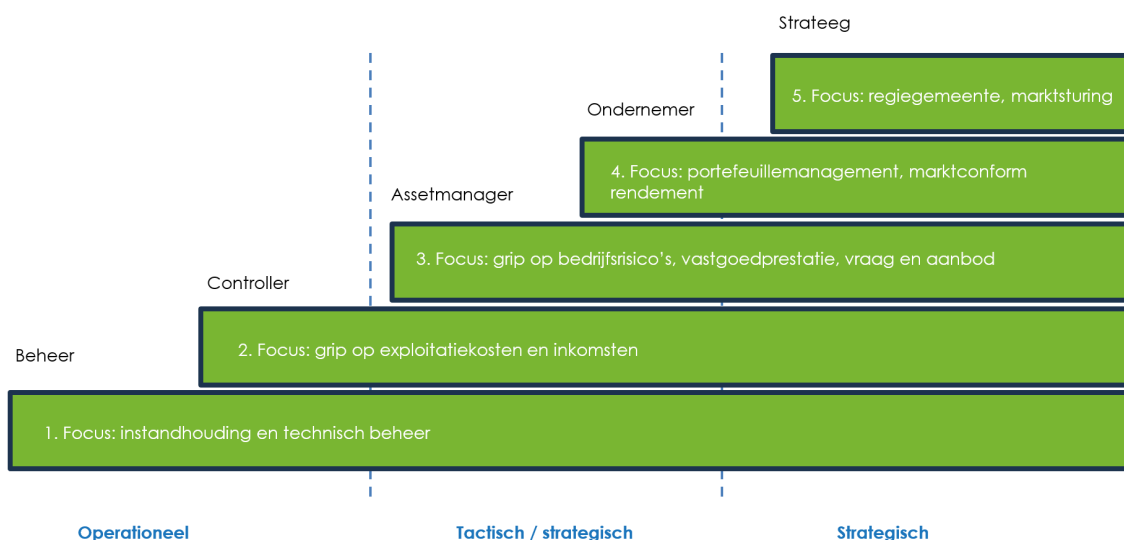 Strateeg
5. Focus: regiegemeente, marktsturing
Ondernemer
4. Focus: portefeuillemanagement, marktconform
rendement
Assetmanager
3. Focus: grip op bedrijfsrisico’s, vastgoedprestatie, vraag en aanbod
Controller
2. Focus: grip op exploitatiekosten en inkomsten
Beheer
1. Focus: instandhouding en technisch beheer
Operationeel
Tactisch / strategisch
Strategisch